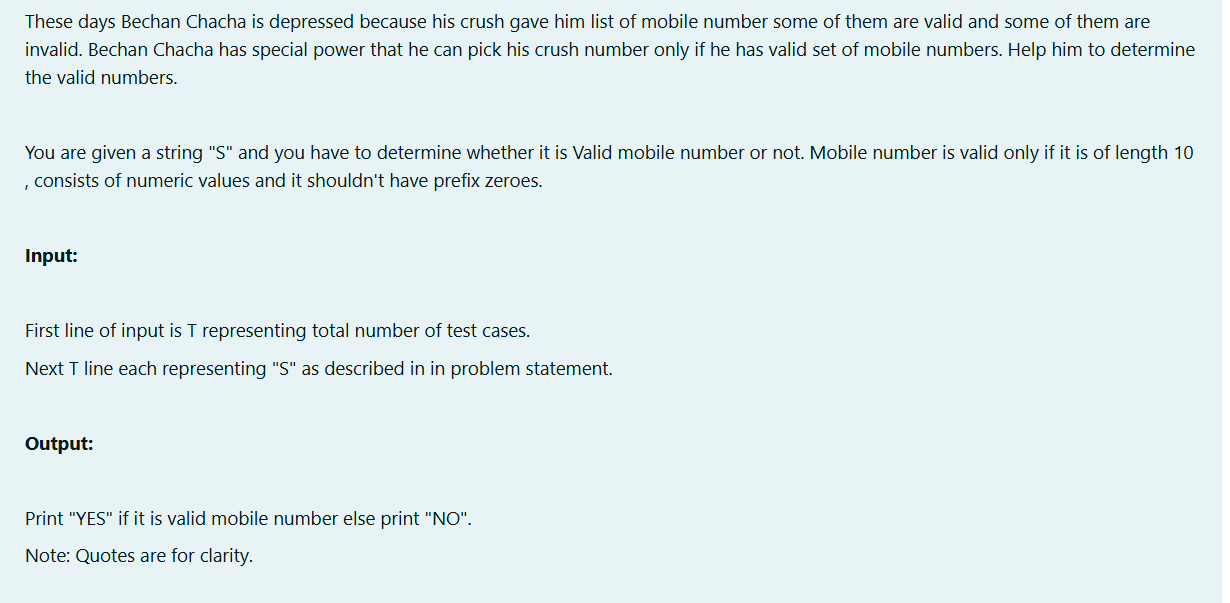 These days Bechan Chacha is depressed because his crush gave him list of mobile number some of them are valid and some of them are
invalid. Bechan Chacha has special power that he can pick his crush number only if he has valid set of mobile numbers. Help him to determine
the valid numbers.
You are given a string "S" and you have to determine whether it is Valid mobile number or not. Mobile number is valid only if it is of length 10
, consists of numeric values and it shouldn't have prefix zeroes.
Input:
First line of input is T representing total number of test cases.
Next T line each representing "S" as described in in problem statement.
Output:
Print "YES" if it is valid mobile number else print "NO".
Note: Quotes are for clarity.